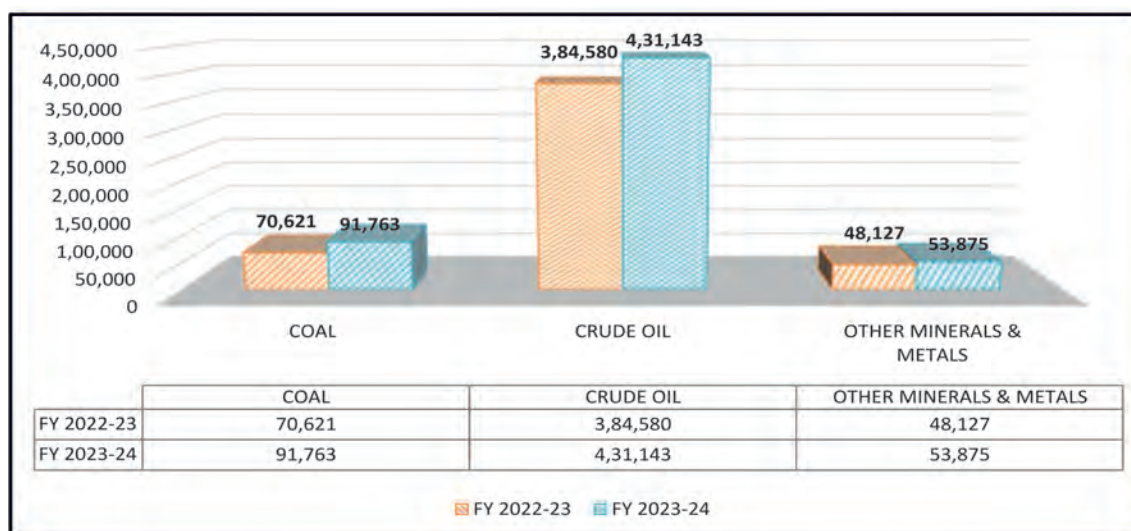 4,50,000
4,00,000
3,50,000
3,00,000
2,50,000
2,00,000
1,50,000
1,00,000
50,000
0
70,621
91,763
3,84,580
4,31,143
48,127
53,875
COAL
CRUDE OIL
OTHER MINERALS &
METALS
COAL CRUDE OIL OTHER MINERALS & METALS
FY 2022-23 70,621 3,84,580 48,127
FY 2023-24 91,763 4,31,143 53,875
FY 2022-23 FY 2023-24